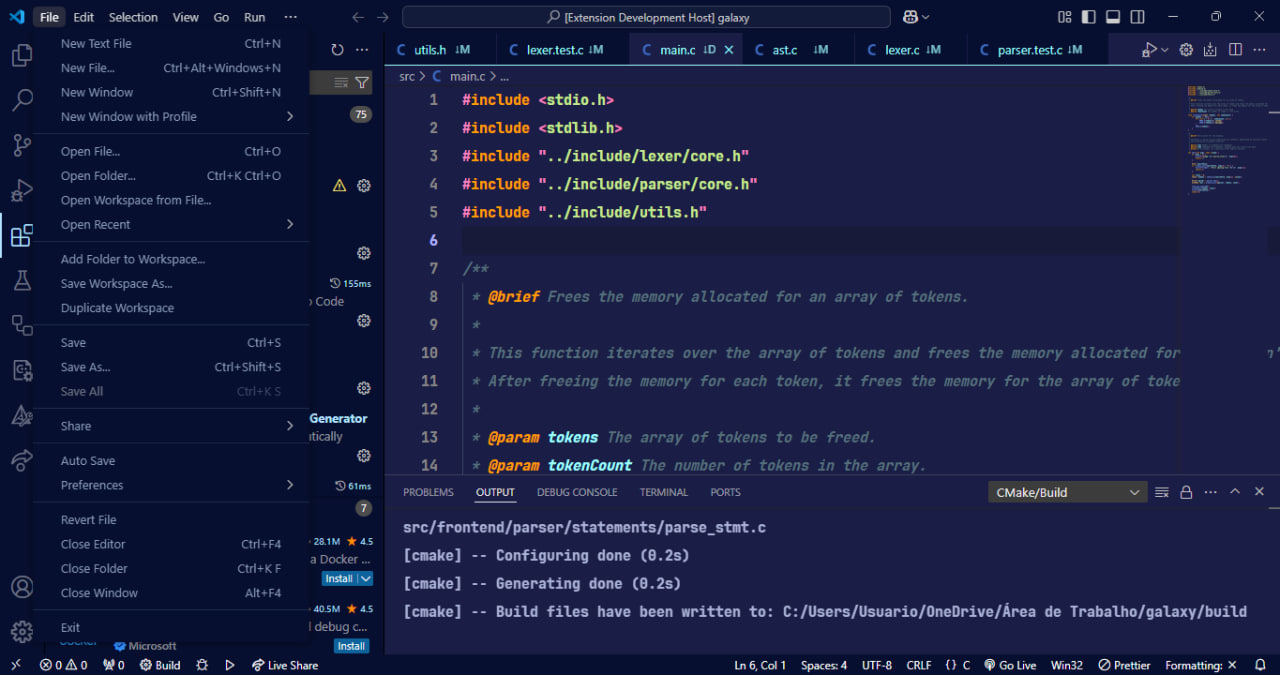 File Edit Selection View Go Run ··· [Extension Development Host] galaxy
New Text File Ctrl+N
New File... Ctrl+Alt+Windows+N
New Window Ctrl+Shift+N
New Window with Profile
Open File... Ctrl+O
Open Folder... Ctrl+K Ctrl+O
Open Workspace from File...
Open Recent
Add Folder to Workspace...
Save Workspace As...
Duplicate Workspace
Save Ctrl+S
Save As... Ctrl+Shift+S
Save All Ctrl+K S
Share
Auto Save
Preferences
Revert File
Close Editor Ctrl+F4
Close Folder Ctrl+K F
Close Window Alt+F4
Exit
75
155ms
Code
Generator
61ms
7
28.1M 4.5
a Docker ...
Install
40.5M 4.5
debug c...
Microsoft
Install
C utils.h ↓M C lexer.test.c ↓M C main.c ↓D × C ast.c ↓M C lexer.c ↓M C parser.test.c ↓M
src > C main.c > ...
1 #include <stdio.h>
2 #include <stdlib.h>
3 #include "../include/lexer/core.h"
4 #include "../include/parser/core.h"
5 #include "../include/utils.h"
6
7 /**
8 * @brief Frees the memory allocated for an array of tokens.
9 *
10 * This function iterates over the array of tokens and frees the memory allocated for
11 * After freeing the memory for each token, it frees the memory for the array of toke
12 *
13 * @param tokens The array of tokens to be freed.
14 * @param tokenCount The number of tokens in the array.
PROBLEMS OUTPUT DEBUG CONSOLE TERMINAL PORTS CMake/Build
src/frontend/parser/statements/parse_stmt.c
[cmake] -- Configuring done (0.2s)
[cmake] -- Generating done (0.2s)
[cmake] -- Build files have been written to: C:/Users/Usuario/OneDrive/Área de Trabalho/galaxy/build
0 0 0 Build Live Share Ln 6, Col 1 Spaces: 4 UTF-8 CRLF {} C Go Live Win32 Prettier Formatting: ×